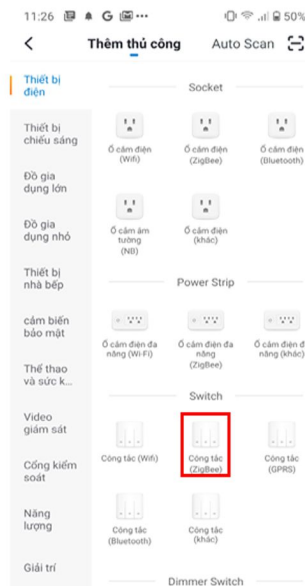 11:26 G 50%
Thêm thủ công Auto Scan
Thiết bị
điện
Thiết bị
chiếu sáng
Đồ gia
dụng lớn
Đồ gia
dụng nhỏ
Thiết bị
nhà bếp
cảm biến
bảo mật
Thể thao
và sức k...
Video
giám sát
Cổng kiểm
soát
Năng
lượng
Giải trí
Socket
Ổ cắm điện
(Wifi)
Ổ cắm điện
(ZigBee)
Ổ cắm điện
(Bluetooth)
Ổ cắm âm
tường
(NB)
Ổ cắm điện
(khác)
Power Strip
Ổ cắm điện đa
năng (Wi-Fi)
Ổ cắm điện đa
năng
(ZigBee)
Ổ cắm điện đ
năng (khác)
Switch
Công tắc (Wifi)
Công tắc
(ZigBee)
Công tắc
(GPRS)
Công tắc
(Bluetooth)
Công tắc
(khác)
Dimmer Switch